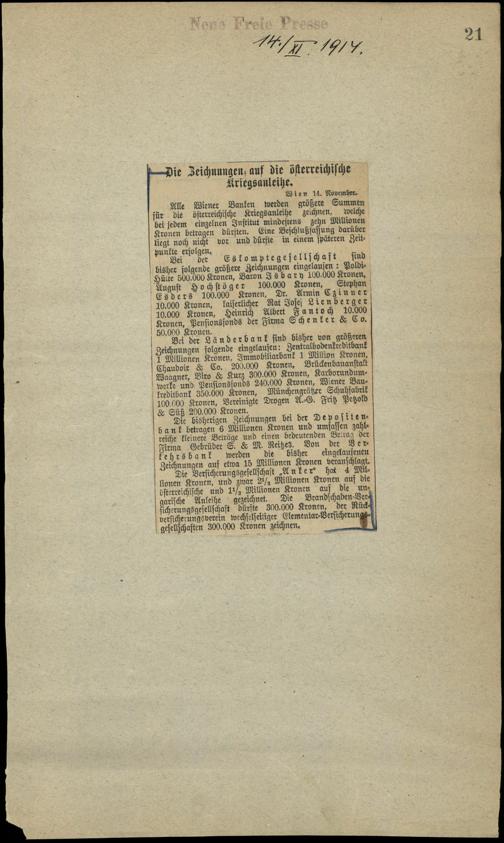 Neue Freie Presse
21
14./XI. 1914.
Die Zeichnungen auf die österreichische
Kriegsanleihe.
Wien 14. November.
Alle Wiener Banken werden größere Summen
für die österreichische Kriegsanleihe zeichnen, welche
bei jedem einzelnen Institut mindestens zehn Millionen
Kronen betragen dürften. Eine Beschlußfassung darüber
liegt noch nicht vor und dürfte in einem späteren Zeit-
punkte erfolgen.
Bei der Eskomptegesellschaft sind
bisher folgende größere Zeichnungen eingelaufen: Poldi-
Hütte 500.000 Kronen, Baron Isbary 100.000 Kronen,
August Hochstöger 100.000 Kronen, Stephan
Esders 100.000 Kronen, Dr. Armin Czinner
10.000 Kronen, kaiserlicher Rat Josef Lienberger
10.000 Kronen, Heinrich Albert Fantoch 10.000
Kronen, Pensionsfonds der Firma Schenker & Co.
50.000 Kronen.
Bei der Länderbank sind bisher von größeren
Zeichnungen folgende eingelaufen: Zentralbodenkreditbank
1 Millionen Kronen, Immobiliarbank 1 Million Kronen,
Chaudoir & Co. 200.000 Kronen, Brückenbauanstalt
Waagner, Biro & Kurz 300.000 Kronen, Karborundum-
werke und Pensionsfonds 240.000 Kronen, Wiener Bau-
kreditbank 350.000 Kronen, Münchengrätzer Schuhfabrik
100.000 Kronen, Vereinigte Drogen A.-G. Fritz Petzold
& Süß 200.000 Kronen.
Die bisherigen Zeichnungen bei der Depositen-
bank betragen 6 Millionen Kronen und umfassen zahl-
reiche kleinere Beträge und einen bedeutenden Betrag der
Firma Gebrüder S. & M. Reitzes. Von der Ver-
kehrsbank werden die bisher eingelaufenen
Zeichnungen auf etwa 15 Millionen Kronen veranschlagt.
Die Versicherungsgesellschaft „Anker" hat 4 Mil-
lionen Kronen, und zwar 2½ Millionen Kronen auf die
österreichische und 1½ Millionen Kronen auf die un-
garische Anleihe gezeichnet. Die Brandschaden-Ver-
sicherungsgesellschaft dürfte 300.000 Kronen, der Rück-
versicherungsverein wechselseitiger Elementar-Versicherungs-
gesellschaften 300.000 Kronen zeichnen.